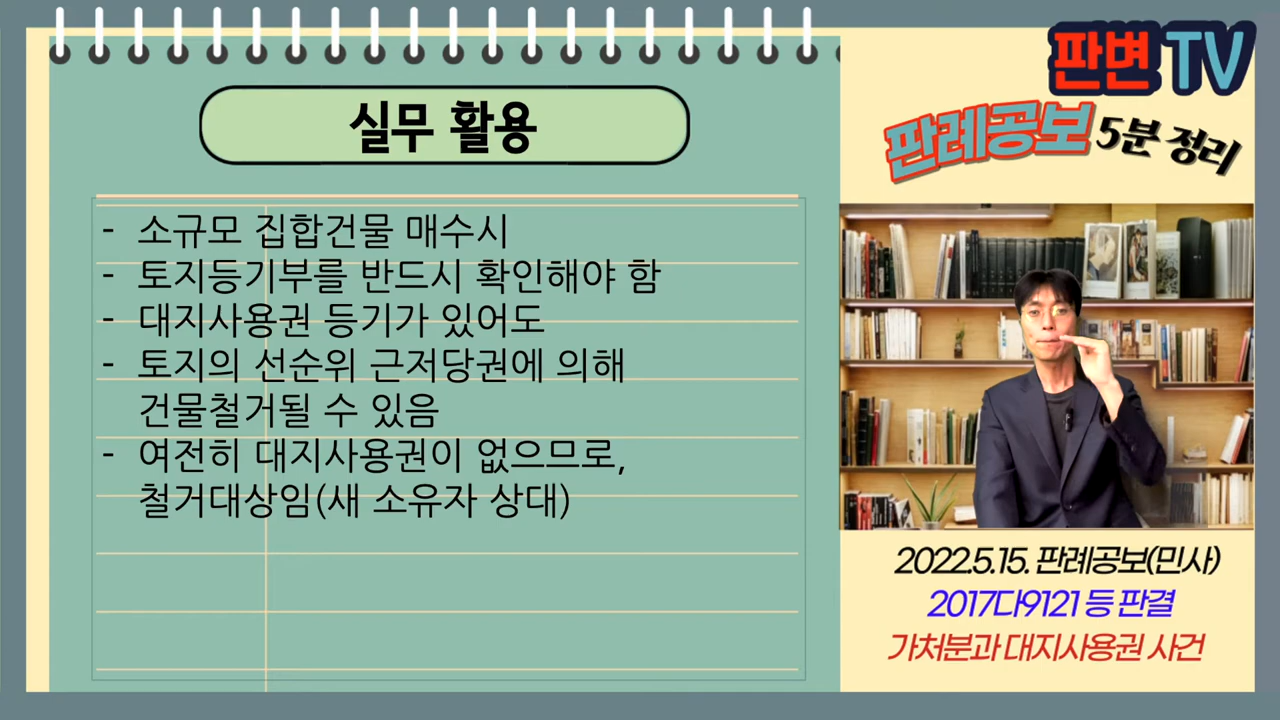 실무 활용
- 소규모 집합건물 매수시
- 토지등기부를 반드시 확인해야 함
- 대지사용권 등기가 있어도
- 토지의 선순위 근저당권에 의해
건물철거될 수 있음
- 여전히 대지사용권이 없으므로,
철거대상임(새 소유자 상대)
판변 TV
판례공보 5분 정리
2022.5.15. 판례공보(민사)
2017다9121 등 판결
가처분과 대지사용권 사건